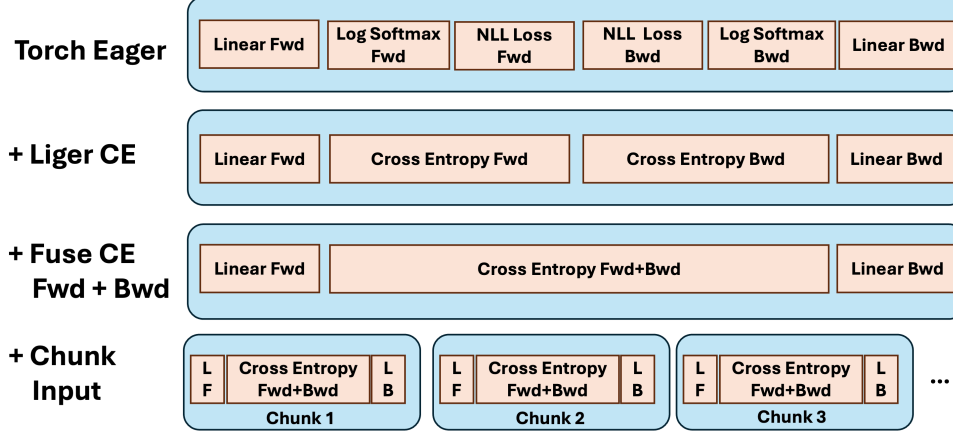 Torch Eager
Linear Fwd
Log Softmax
Fwd
NLL Loss
Fwd
NLL Loss
Bwd
Log Softmax
Bwd
Linear Bwd
+ Liger CE
Linear Fwd
Cross Entropy Fwd
Cross Entropy Bwd
Linear Bwd
+ Fuse CE
Fwd + Bwd
Linear Fwd
Cross Entropy Fwd+Bwd
Linear Bwd
+ Chunk
Input
L
F
Cross Entropy
Fwd+Bwd
L
B
Chunk 1
L
F
Cross Entropy
Fwd+Bwd
L
B
Chunk 2
L
F
Cross Entropy
Fwd+Bwd
L
B
Chunk 3
...